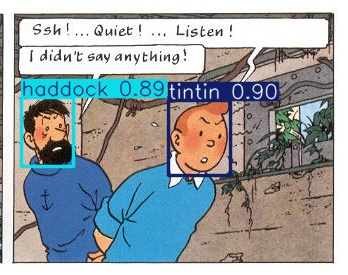 Ssh!... Quiet! ... Listen!
I didn't say anything!
haddock 0.89
tintin 0.90